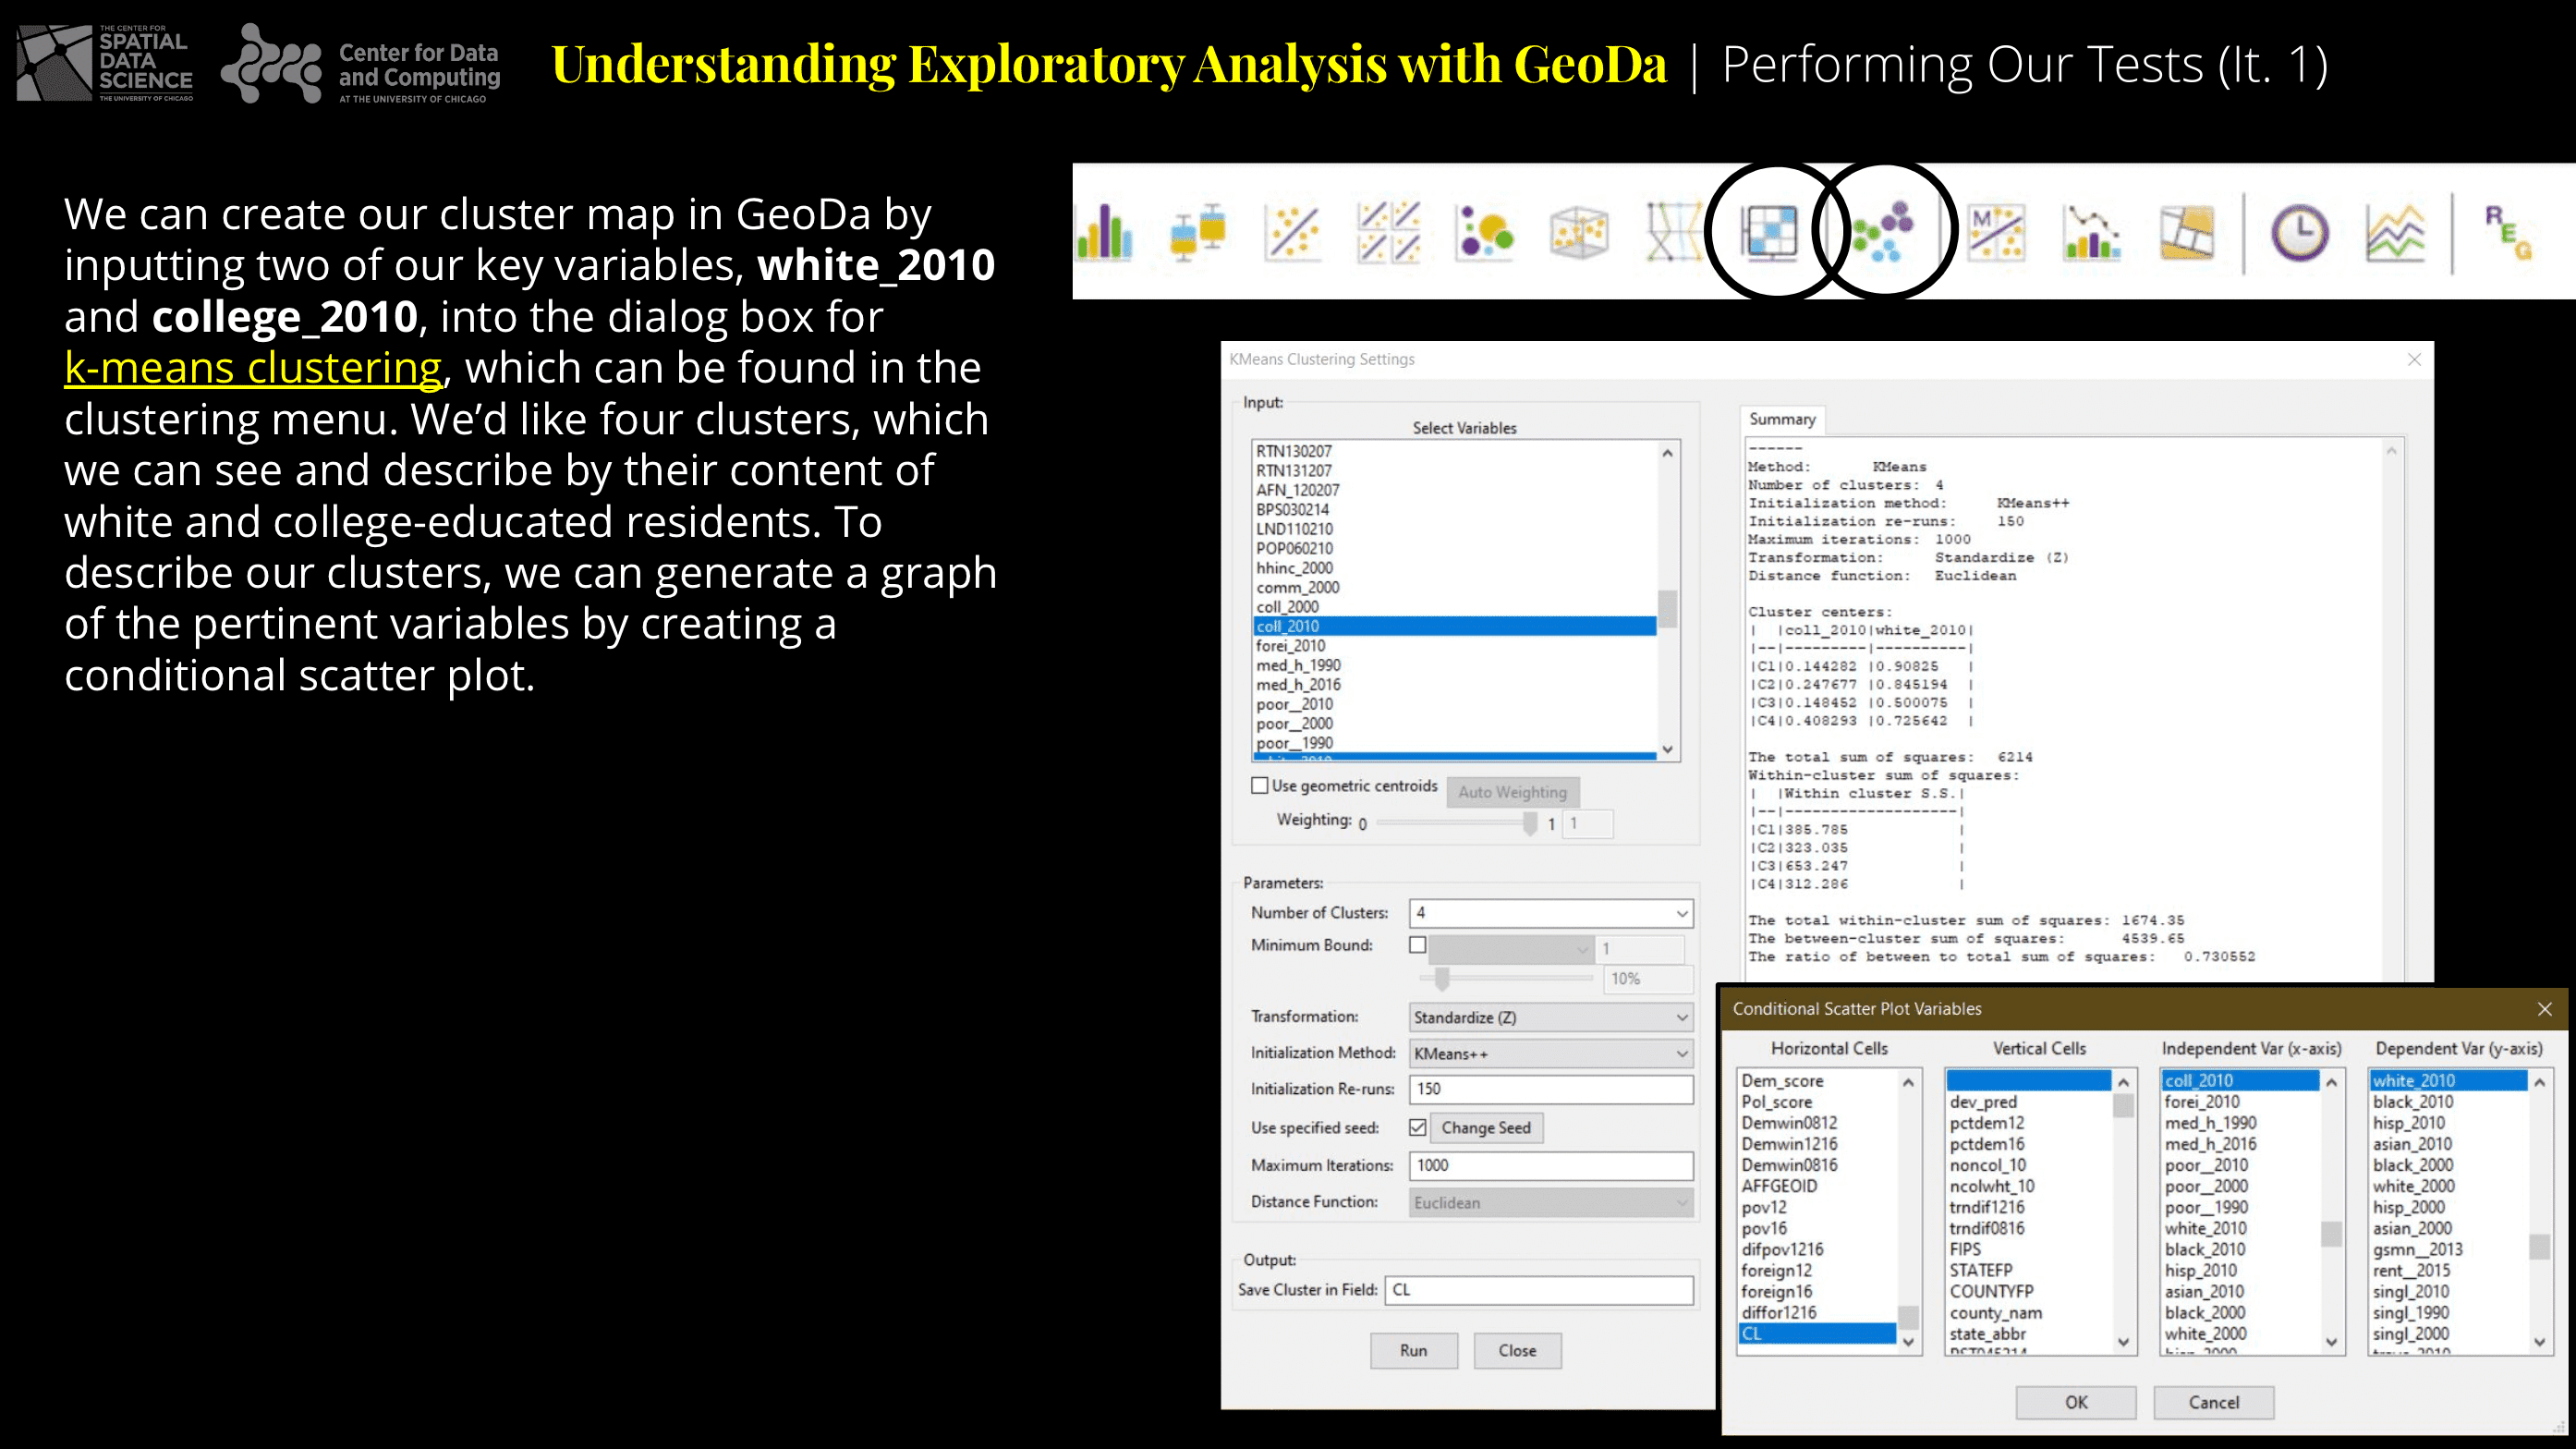 THE CENTER FOR
SPATIAL
DATA
SCIENCE
THE UNIVERSITY OF CHICAGO
Center for Data
and Computing
AT THE UNIVERSITY OF CHICAGO
Understanding Exploratory Analysis with GeoDa | Performing Our Tests (It. 1)
We can create our cluster map in GeoDa by
inputting two of our key variables, white_2010
and college_2010, into the dialog box for
k-means clustering, which can be found in the
clustering menu. We’d like four clusters, which
we can see and describe by their content of
white and college-educated residents. To
describe our clusters, we can generate a graph
of the pertinent variables by creating a
conditional scatter plot.
M
R
E
G
KMeans Clustering Settings
Input:
Select Variables
RTN130207
RTN131207
AFN_120207
BPS030214
LND110210
POP060210
hhinc_2000
comm_2000
coll_2000
coll_2010
forei_2010
med_h_1990
med_h_2016
poor__2010
poor__2000
poor__1990
white_2010
Use geometric centroids Auto Weighting
Weighting: 0 1 1
Parameters:
Number of Clusters: 4
Minimum Bound: 1
10%
Transformation: Standardize (Z)
Initialization Method: KMeans++
Initialization Re-runs: 150
Use specified seed: Change Seed
Maximum Iterations: 1000
Distance Function: Euclidean
Output:
Save Cluster in Field: CL
Run Close
Summary
------
Method: KMeans
Number of clusters: 4
Initialization method: KMeans++
Initialization re-runs: 150
Maximum iterations: 1000
Transformation: Standardize (Z)
Distance function: Euclidean
Cluster centers:
| |coll_2010|white_2010|
|--|---------|----------|
|C1|0.144282 |0.90825 |
|C2|0.247677 |0.845194 |
|C3|0.148452 |0.500075 |
|C4|0.408293 |0.725642 |
The total sum of squares: 6214
Within-cluster sum of squares:
| |Within cluster S.S.|
|--|-------------------|
|C1|385.785 |
|C2|323.035 |
|C3|653.247 |
|C4|312.286 |
The total within-cluster sum of squares: 1674.35
The between-cluster sum of squares: 4539.65
The ratio of between to total sum of squares: 0.730552
Conditional Scatter Plot Variables
Horizontal Cells
Dem_score
Pol_score
Demwin0812
Demwin1216
Demwin0816
AFFGEOID
pov12
pov16
difpov1216
foreign12
foreign16
diffor1216
CL
Vertical Cells
dev_pred
pctdem12
pctdem16
noncol_10
ncolwht_10
trndif1216
trndif0816
FIPS
STATEFP
COUNTYFP
county_nam
state_abbr
PST045214
Independent Var (x-axis)
coll_2010
forei_2010
med_h_1990
med_h_2016
poor__2010
poor__2000
poor__1990
white_2010
black_2010
hisp_2010
asian_2010
black_2000
white_2000
hisp_2000
Dependent Var (y-axis)
white_2010
black_2010
hisp_2010
asian_2010
black_2000
white_2000
hisp_2000
asian_2000
gsmn__2013
rent__2015
singl_2010
singl_1990
singl_2000
OK Cancel